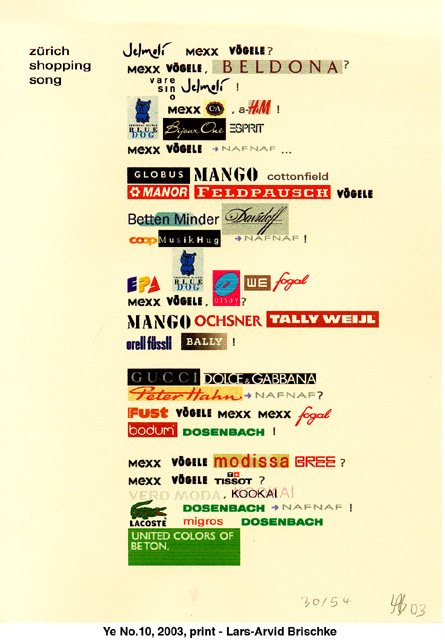 zürich
shopping
song
Jelmoli mexx VÖGELE ?
mexx VÖGELE , BELDONA ?
vare
sin
o Jelmoli !
BLUE
DOG mexx C&A , a-H&M !
Bijoux One ESPRIT
mexx VÖGELE NAFNAF ...
GLOBUS MANGO cottonfield
MANOR FELDPAUSCH VÖGELE
Betten Minder Davidoff
coop MusikHug NAFNAF !
EPA BLUE
DOG WE fogal
mexx VÖGELE , ?
MANGO OCHSNER TALLY WEIJL
orell füssli BALLY !
GUCCI DOLCE & GABBANA
Peter Hahn NAFNAF ?
FUST VÖGELE mexx mexx fogal
bodum DOSENBACH !
mexx VÖGELE modissa BREE ?
mexx VÖGELE TISSOT ?
VERO MODA , KOOKAI
LACOSTE DOSENBACH NAFNAF !
migros DOSENBACH
UNITED COLORS OF
BETON.
30/54 03
Ye No.10, 2003, print - Lars-Arvid Brischke